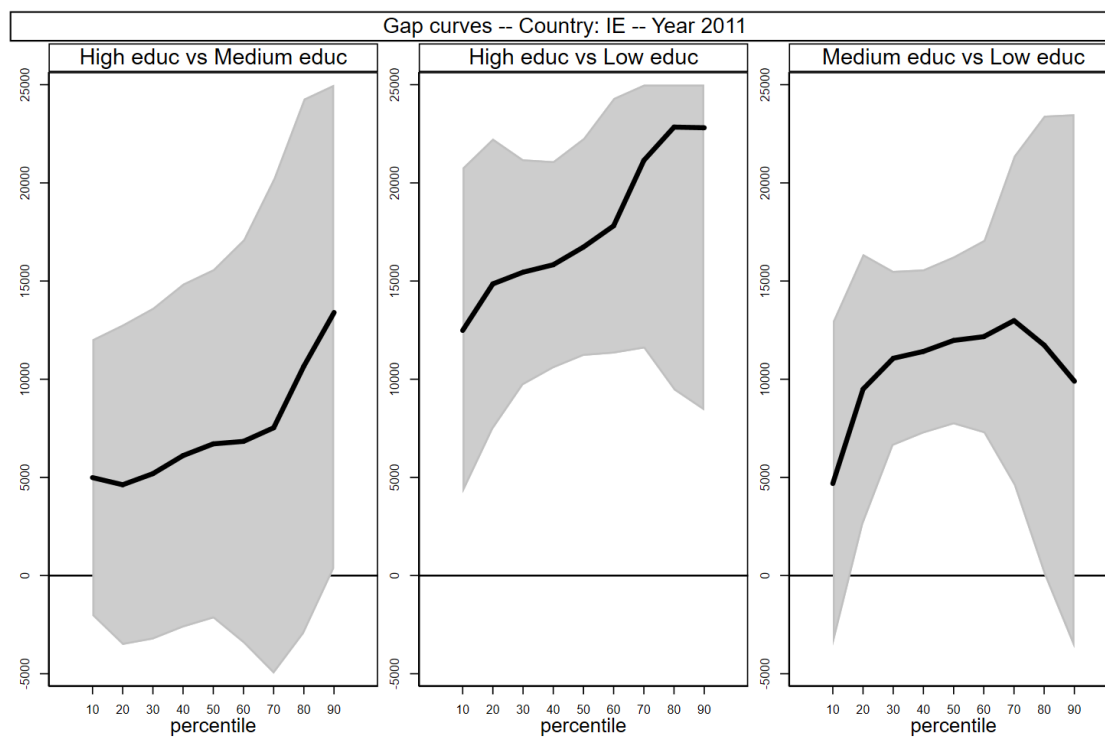 Gap curves -- Country: IE -- Year 2011
High educ vs Medium educ
High educ vs Low educ
Medium educ vs Low educ
25000
20000
15000
10000
5000
0
-5000
25000
20000
15000
10000
5000
0
-5000
25000
20000
15000
10000
5000
0
-5000
10 20 30 40 50 60 70 80 90
10 20 30 40 50 60 70 80 90
10 20 30 40 50 60 70 80 90
percentile
percentile
percentile